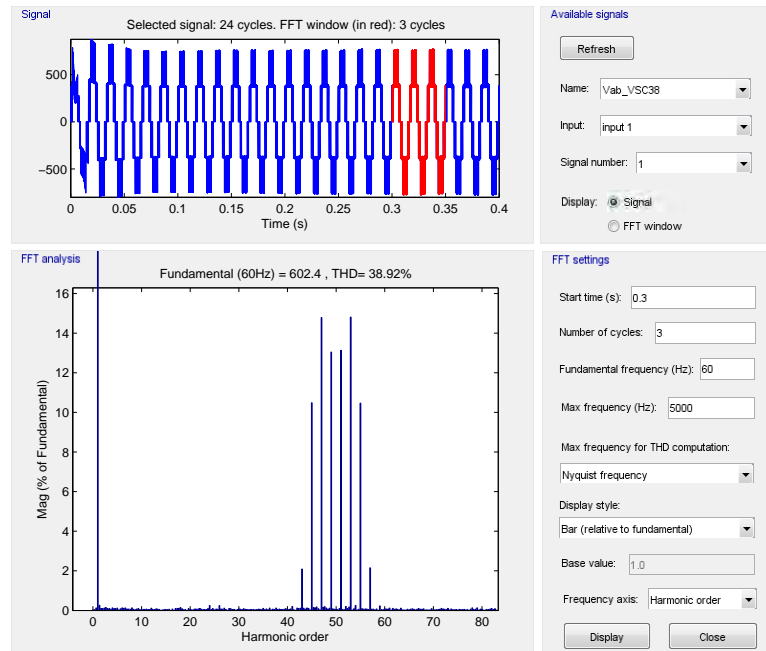 Signal
Selected signal: 24 cycles. FFT window (in red): 3 cycles
500
0
−500
0 0.05 0.1 0.15 0.2 0.25 0.3 0.35 0.4
Time (s)
Available signals
Refresh
Name: Vab_VSC38
Input: input 1
Signal number: 1
Display: Signal
FFT window
FFT analysis
Fundamental (60Hz) = 602.4 , THD= 38.92%
16
14
12
10
8
6
4
2
0
Mag (% of Fundamental)
0 10 20 30 40 50 60 70 80
Harmonic order
FFT settings
Start time (s): 0.3
Number of cycles: 3
Fundamental frequency (Hz): 60
Max frequency (Hz): 5000
Max frequency for THD computation:
Nyquist frequency
Display style:
Bar (relative to fundamental)
Base value: 1.0
Frequency axis: Harmonic order
Display Close